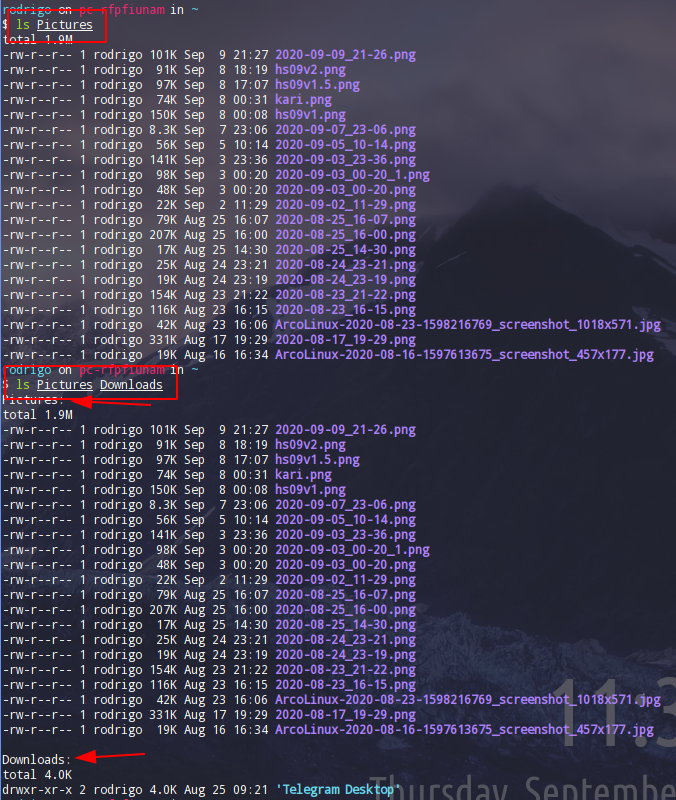 rodrigo on pc-rfpfiunam in ~
$ ls Pictures
total 1.9M
-rw-r--r-- 1 rodrigo 101K Sep  9 21:27 2020-09-09_21-26.png
-rw-r--r-- 1 rodrigo  91K Sep  8 18:19 hs09v2.png
-rw-r--r-- 1 rodrigo  97K Sep  8 17:07 hs09v1.5.png
-rw-r--r-- 1 rodrigo  74K Sep  8 00:31 kari.png
-rw-r--r-- 1 rodrigo 150K Sep  8 00:08 hs09v1.png
-rw-r--r-- 1 rodrigo 8.3K Sep  7 23:06 2020-09-07_23-06.png
-rw-r--r-- 1 rodrigo  56K Sep  5 10:14 2020-09-05_10-14.png
-rw-r--r-- 1 rodrigo 141K Sep  3 23:36 2020-09-03_23-36.png
-rw-r--r-- 1 rodrigo  98K Sep  3 00:20 2020-09-03_00-20_1.png
-rw-r--r-- 1 rodrigo  48K Sep  3 00:20 2020-09-03_00-20.png
-rw-r--r-- 1 rodrigo  22K Sep  2 11:29 2020-09-02_11-29.png
-rw-r--r-- 1 rodrigo  79K Aug 25 16:07 2020-08-25_16-07.png
-rw-r--r-- 1 rodrigo 207K Aug 25 16:00 2020-08-25_16-00.png
-rw-r--r-- 1 rodrigo  17K Aug 25 14:30 2020-08-25_14-30.png
-rw-r--r-- 1 rodrigo  25K Aug 24 23:21 2020-08-24_23-21.png
-rw-r--r-- 1 rodrigo  19K Aug 24 23:19 2020-08-24_23-19.png
-rw-r--r-- 1 rodrigo 154K Aug 23 21:22 2020-08-23_21-22.png
-rw-r--r-- 1 rodrigo 116K Aug 23 16:15 2020-08-23_16-15.png
-rw-r--r-- 1 rodrigo  42K Aug 23 16:06 ArcoLinux-2020-08-23-1598216769_screenshot_1018x571.jpg
-rw-r--r-- 1 rodrigo 331K Aug 17 19:29 2020-08-17_19-29.png
-rw-r--r-- 1 rodrigo  19K Aug 16 16:34 ArcoLinux-2020-08-16-1597613675_screenshot_457x177.jpg
rodrigo on pc-rfpfiunam in ~
$ ls Pictures Downloads
Pictures:
total 1.9M
-rw-r--r-- 1 rodrigo 101K Sep  9 21:27 2020-09-09_21-26.png
-rw-r--r-- 1 rodrigo  91K Sep  8 18:19 hs09v2.png
-rw-r--r-- 1 rodrigo  97K Sep  8 17:07 hs09v1.5.png
-rw-r--r-- 1 rodrigo  74K Sep  8 00:31 kari.png
-rw-r--r-- 1 rodrigo 150K Sep  8 00:08 hs09v1.png
-rw-r--r-- 1 rodrigo 8.3K Sep  7 23:06 2020-09-07_23-06.png
-rw-r--r-- 1 rodrigo  56K Sep  5 10:14 2020-09-05_10-14.png
-rw-r--r-- 1 rodrigo 141K Sep  3 23:36 2020-09-03_23-36.png
-rw-r--r-- 1 rodrigo  98K Sep  3 00:20 2020-09-03_00-20_1.png
-rw-r--r-- 1 rodrigo  48K Sep  3 00:20 2020-09-03_00-20.png
-rw-r--r-- 1 rodrigo  22K Sep  2 11:29 2020-09-02_11-29.png
-rw-r--r-- 1 rodrigo  79K Aug 25 16:07 2020-08-25_16-07.png
-rw-r--r-- 1 rodrigo 207K Aug 25 16:00 2020-08-25_16-00.png
-rw-r--r-- 1 rodrigo  17K Aug 25 14:30 2020-08-25_14-30.png
-rw-r--r-- 1 rodrigo  25K Aug 24 23:21 2020-08-24_23-21.png
-rw-r--r-- 1 rodrigo  19K Aug 24 23:19 2020-08-24_23-19.png
-rw-r--r-- 1 rodrigo 154K Aug 23 21:22 2020-08-23_21-22.png
-rw-r--r-- 1 rodrigo 116K Aug 23 16:15 2020-08-23_16-15.png
-rw-r--r-- 1 rodrigo  42K Aug 23 16:06 ArcoLinux-2020-08-23-1598216769_screenshot_1018x571.jpg
-rw-r--r-- 1 rodrigo 331K Aug 17 19:29 2020-08-17_19-29.png
-rw-r--r-- 1 rodrigo  19K Aug 16 16:34 ArcoLinux-2020-08-16-1597613675_screenshot_457x177.jpg
Downloads:
total 4.0K
drwxr-xr-x 2 rodrigo 4.0K Aug 25 09:21 'Telegram Desktop'
11:3
Thursday, Septembe